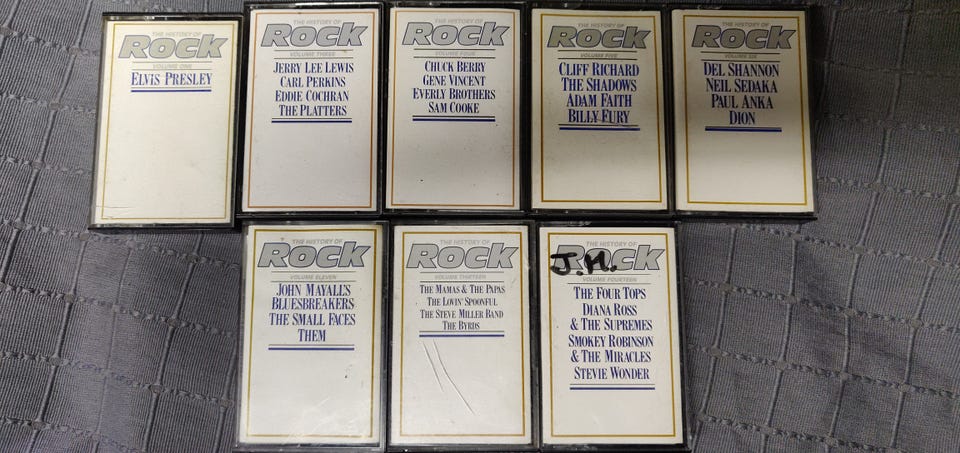 THE HISTORY OF
Rock
VOLUME ONE
ELVIS PRESLEY
THE HISTORY OF
Rock
VOLUME THREE
JERRY LEE LEWIS
CARL PERKINS
EDDIE COCHRAN
THE PLATTERS
THE HISTORY OF
Rock
VOLUME FOUR
CHUCK BERRY
GENE VINCENT
EVERLY BROTHERS
SAM COOKE
THE HISTORY OF
Rock
VOLUME FIVE
CLIFF RICHARD
THE SHADOWS
ADAM FAITH
BILLY FURY
THE HISTORY OF
Rock
VOLUME SIX
DEL SHANNON
NEIL SEDAKA
PAUL ANKA
DION
THE HISTORY OF
Rock
VOLUME ELEVEN
JOHN MAYALL'S
BLUESBREAKERS
THE SMALL FACES
THEM
THE HISTORY OF
Rock
VOLUME THIRTEEN
THE MAMAS & THE PAPAS
THE LOVIN' SPOONFUL
THE STEVE MILLER BAND
THE BYRDS
THE HISTORY OF
Rock
J.M.
VOLUME FOURTEEN
THE FOUR TOPS
DIANA ROSS
& THE SUPREMES
SMOKEY ROBINSON
& THE MIRACLES
STEVIE WONDER